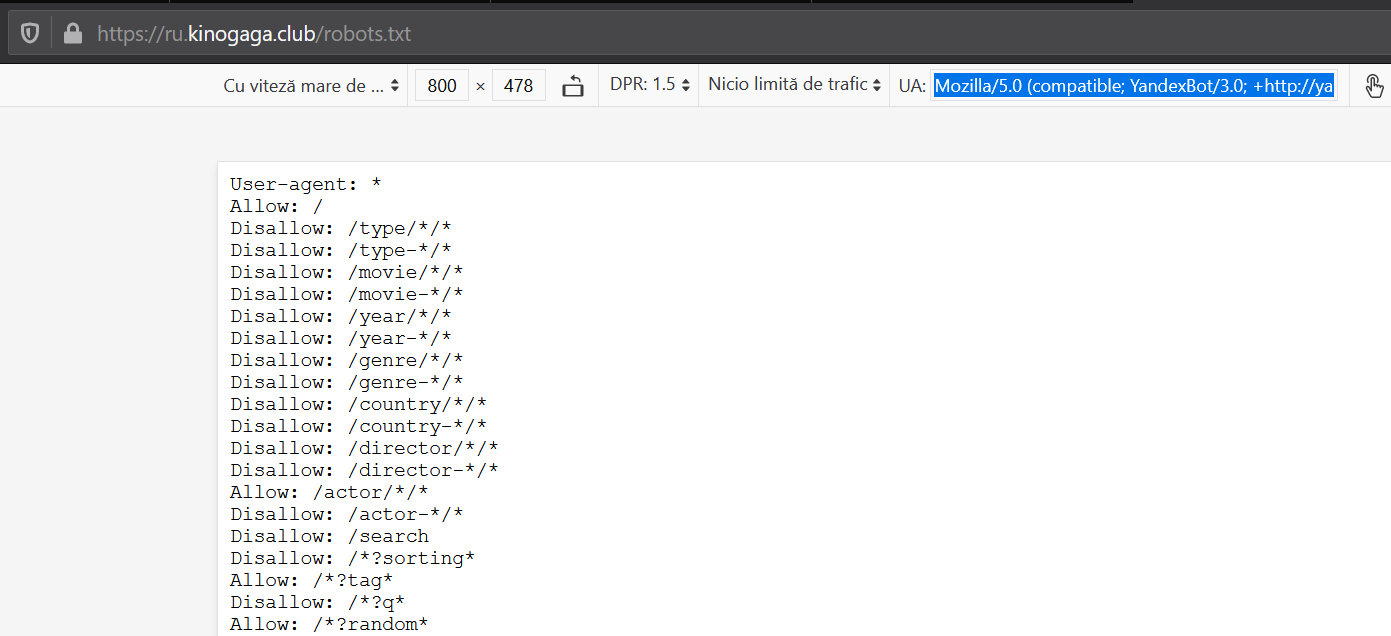 https://ru.kinogaga.club/robots.txt
Cu viteză mare de ... 800 × 478 DPR: 1.5 Nicio limită de trafic UA: Mozilla/5.0 (compatible; YandexBot/3.0; +http://ya
User-agent: *
Allow: /
Disallow: /type/*/*
Disallow: /type-*/*
Disallow: /movie/*/*
Disallow: /movie-*/*
Disallow: /year/*/*
Disallow: /year-*/*
Disallow: /genre/*/*
Disallow: /genre-*/*
Disallow: /country/*/*
Disallow: /country-*/*
Disallow: /director/*/*
Disallow: /director-*/*
Allow: /actor/*/*
Disallow: /actor-*/*
Disallow: /search
Disallow: /*?sorting*
Allow: /*?tag*
Disallow: /*?q*
Allow: /*?random*